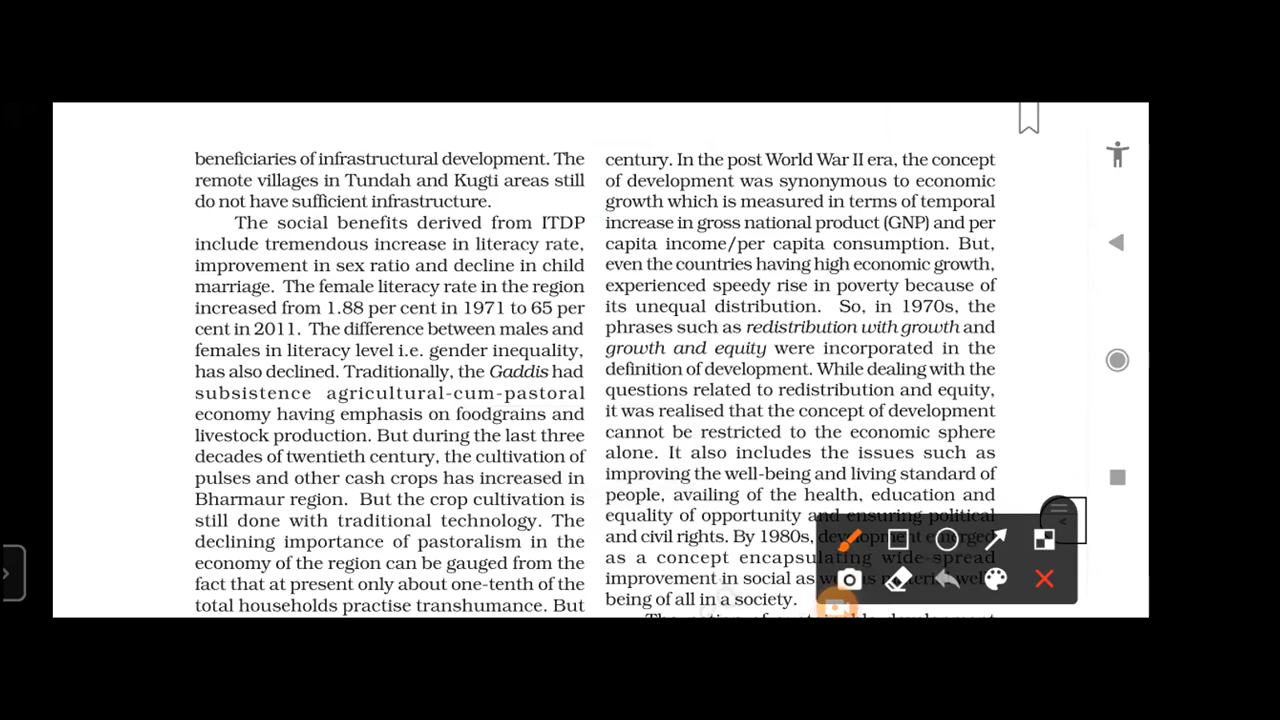 beneficiaries of infrastructural development. The
remote villages in Tundah and Kugti areas still
do not have sufficient infrastructure.
The social benefits derived from ITDP
include tremendous increase in literacy rate,
improvement in sex ratio and decline in child
marriage. The female literacy rate in the region
increased from 1.88 per cent in 1971 to 65 per
cent in 2011. The difference between males and
females in literacy level i.e. gender inequality,
has also declined. Traditionally, the Gaddis had
subsistence agricultural-cum-pastoral
economy having emphasis on foodgrains and
livestock production. But during the last three
decades of twentieth century, the cultivation of
pulses and other cash crops has increased in
Bharmaur region. But the crop cultivation is
still done with traditional technology. The
declining importance of pastoralism in the
economy of the region can be gauged from the
fact that at present only about one-tenth of the
total households practise transhumance. But
century. In the post World War II era, the concept
of development was synonymous to economic
growth which is measured in terms of temporal
increase in gross national product (GNP) and per
capita income/per capita consumption. But,
even the countries having high economic growth,
experienced speedy rise in poverty because of
its unequal distribution. So, in 1970s, the
phrases such as redistribution with growth and
growth and equity were incorporated in the
definition of development. While dealing with the
questions related to redistribution and equity,
it was realised that the concept of development
cannot be restricted to the economic sphere
alone. It also includes the issues such as
improving the well-being and living standard of
people, availing of the health, education and
equality of opportunity and ensuring political
and civil rights. By 1980s, development emerged
as a concept encapsulating wide-spread
improvement in social as well as
being of all in a society.